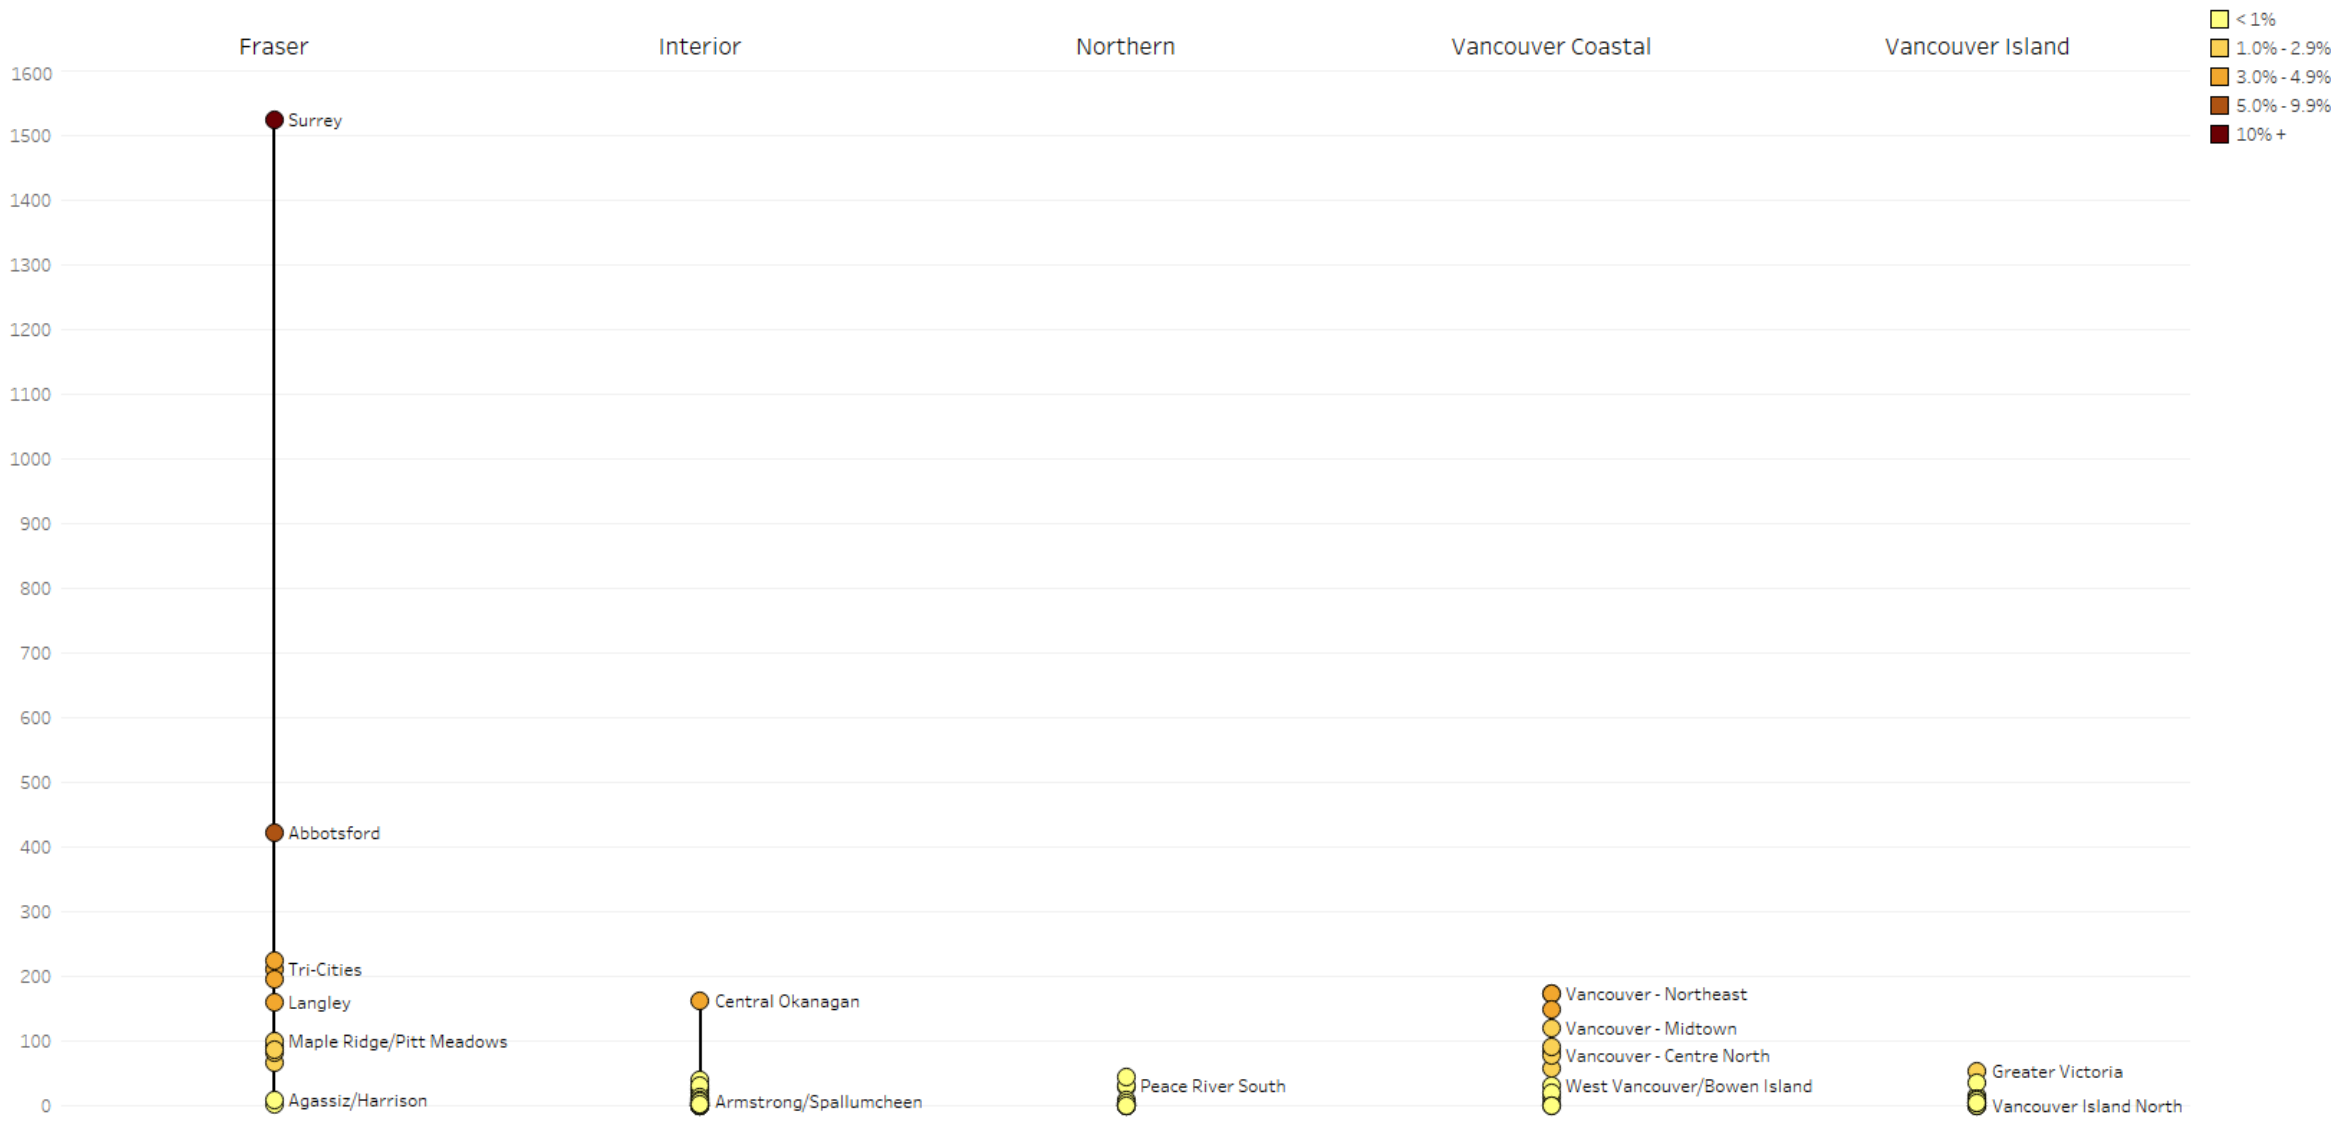 Fraser
Interior
Northern
Vancouver Coastal
Vancouver Island
< 1%
1.0% - 2.9%
3.0% - 4.9%
5.0% - 9.9%
10% +
1600
1500
1400
1300
1200
1100
1000
900
800
700
600
500
400
300
200
100
0
Surrey
Abbotsford
Tri-Cities
Langley
Maple Ridge/Pitt Meadows
Agassiz/Harrison
Central Okanagan
Armstrong/Spallumcheen
Peace River South
Vancouver - Northeast
Vancouver - Midtown
Vancouver - Centre North
West Vancouver/Bowen Island
Greater Victoria
Vancouver Island North